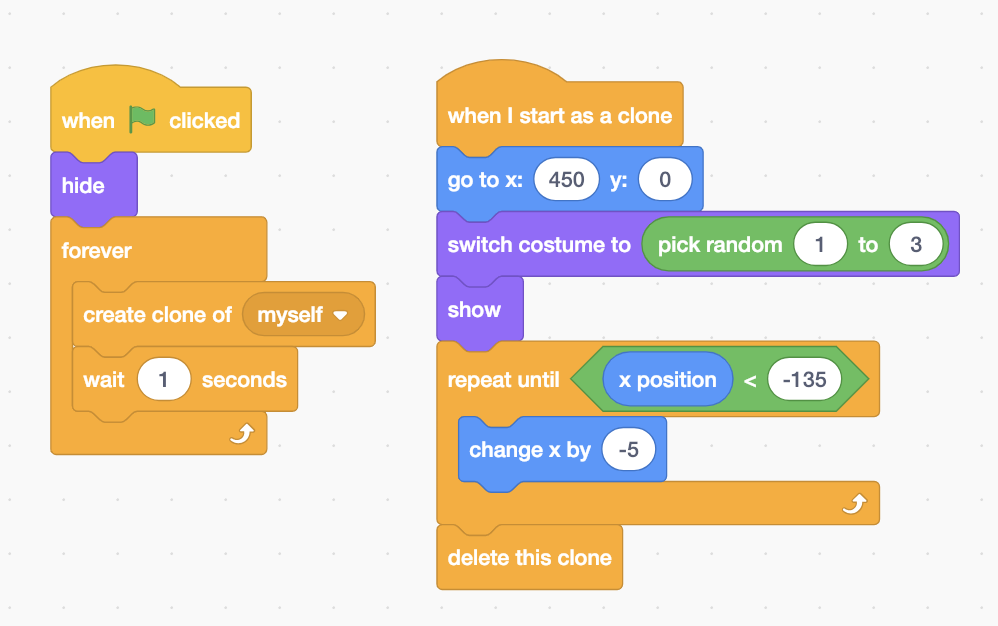 when clicked
hide
forever
create clone of myself
wait 1 seconds
when I start as a clone
go to x: 450 y: 0
switch costume to pick random 1 to 3
show
repeat until x position < -135
change x by -5
delete this clone